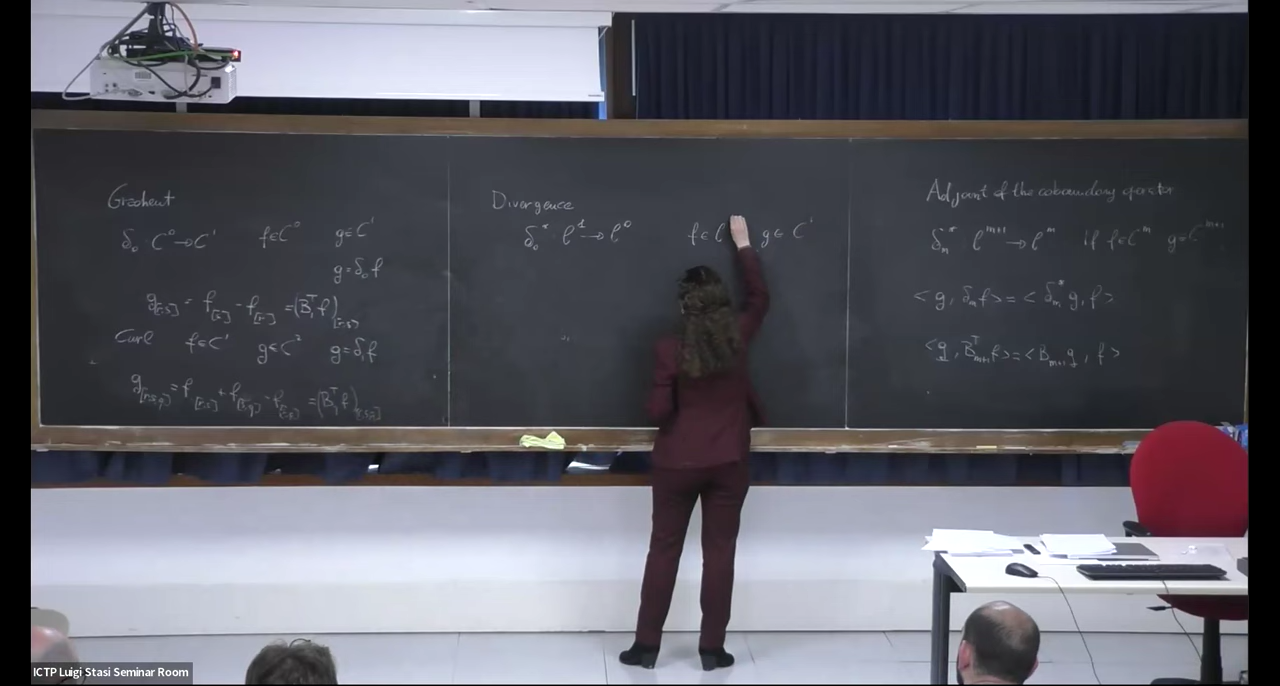 Gradient
δ₀ C⁰→C¹ f∈C⁰ g∈C¹
g=δ₀f
g[r,s] = f[s] - f[r] = (B₁ᵀf)[r,s]
Curl f∈C¹ g∈C² g=δ₁f
Divergence
δ₀* C¹→C⁰ f∈C g∈C¹
Adjoint of the coboundary operator
δₘ* Cᵐ⁺¹→Cᵐ If f∈Cᵐ g∈Cᵐ⁺¹
<g, δₘf> = <δₘ*g, f>
<g, Bᵀₘ₊₁f> = <Bₘ₊₁g, f>
ICTP Luigi Stasi Seminar Room